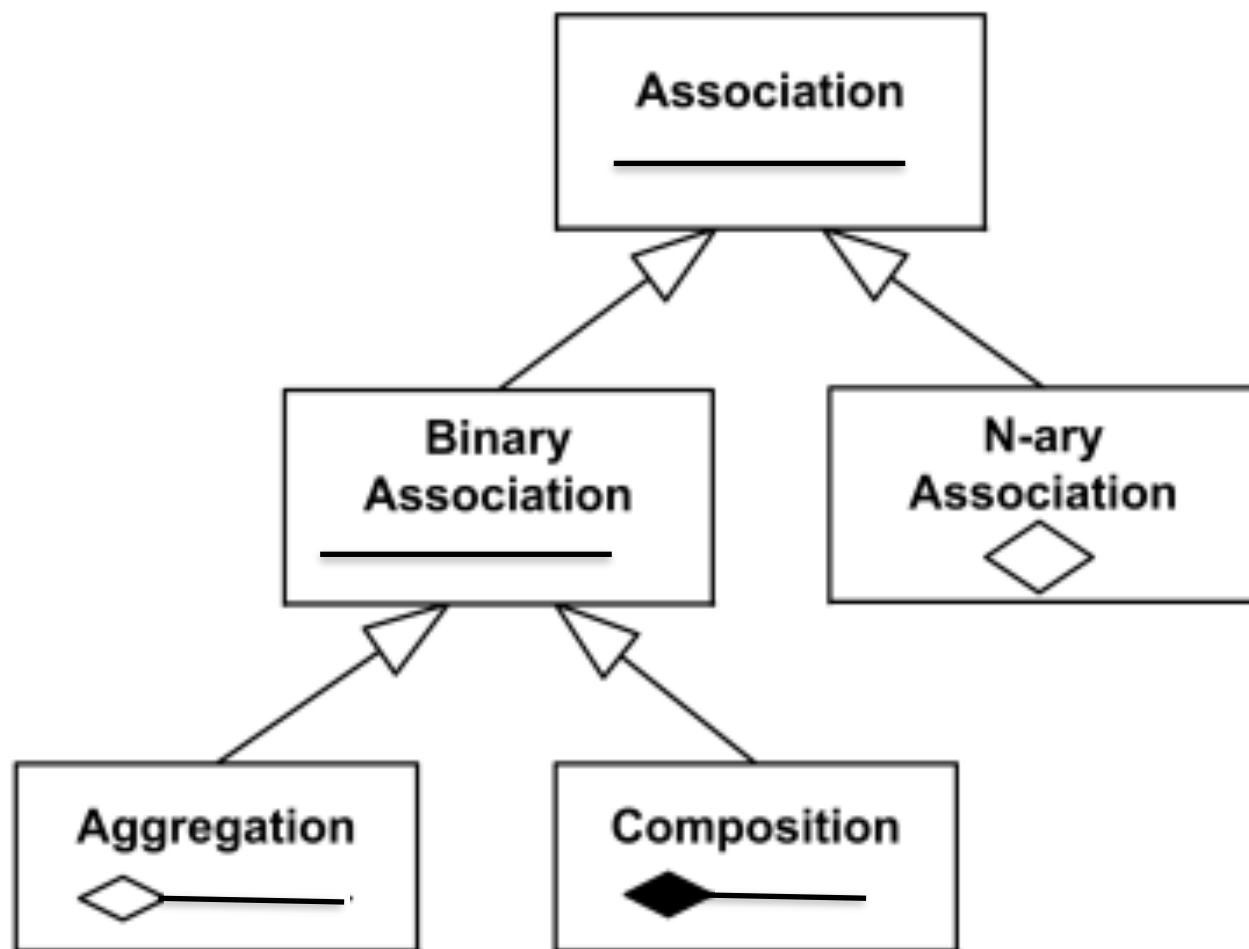 Association
Binary
Association
N-ary
Association
Aggregation
Composition